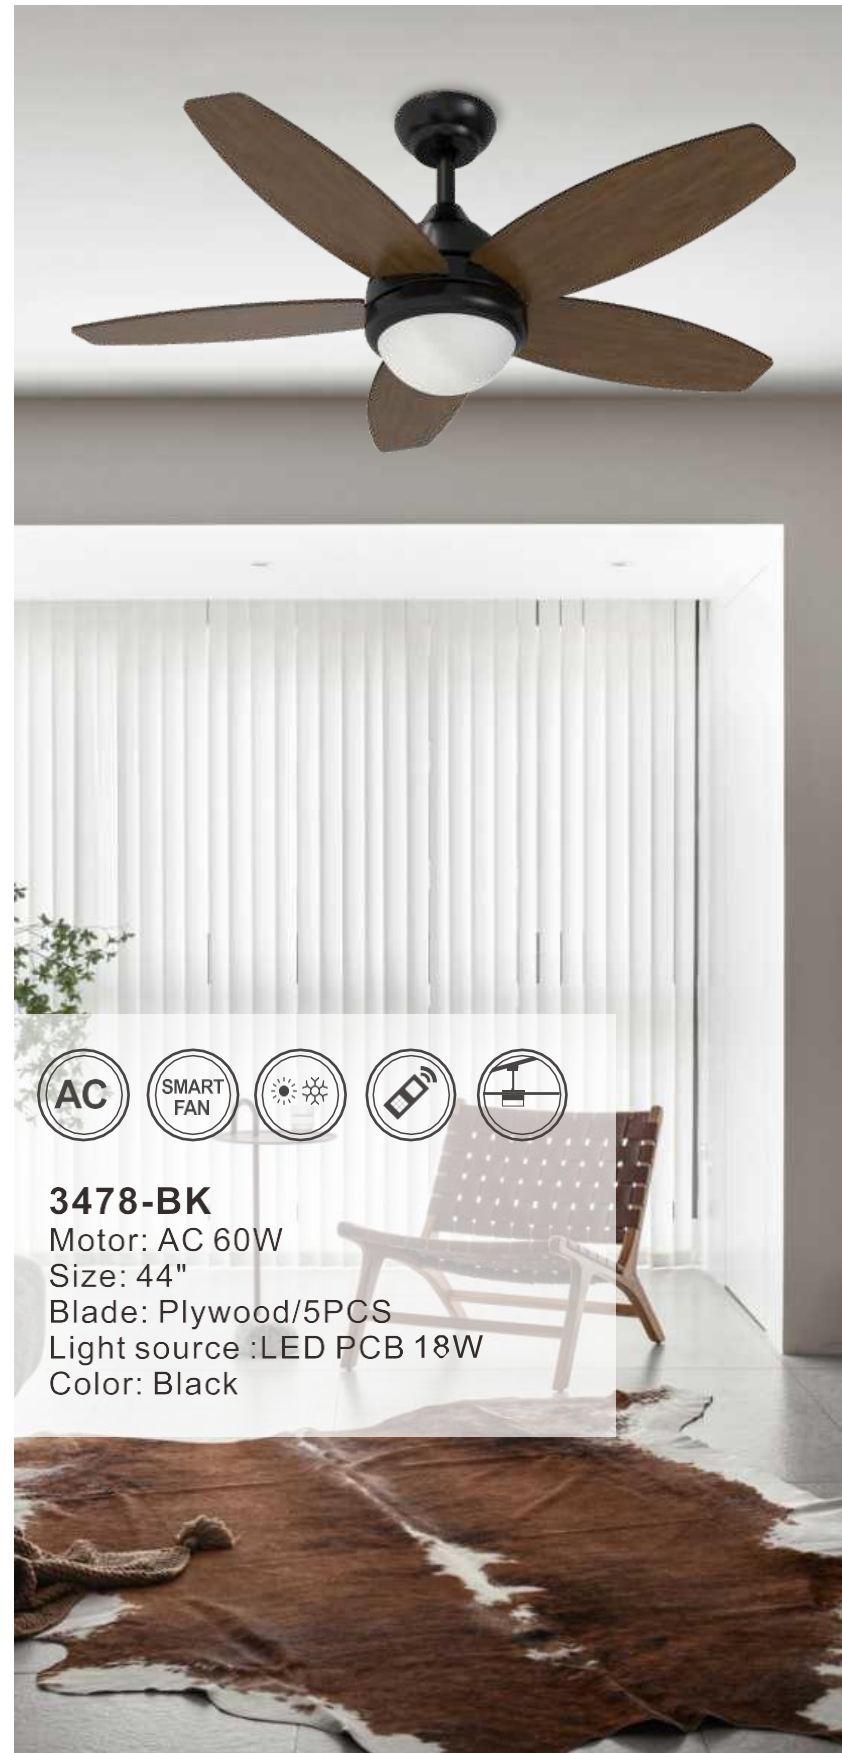 AC
SMART
FAN
3478-BK
Motor: AC 60W
Size: 44"
Blade: Plywood/5PCS
Light source :LED PCB 18W
Color: Black